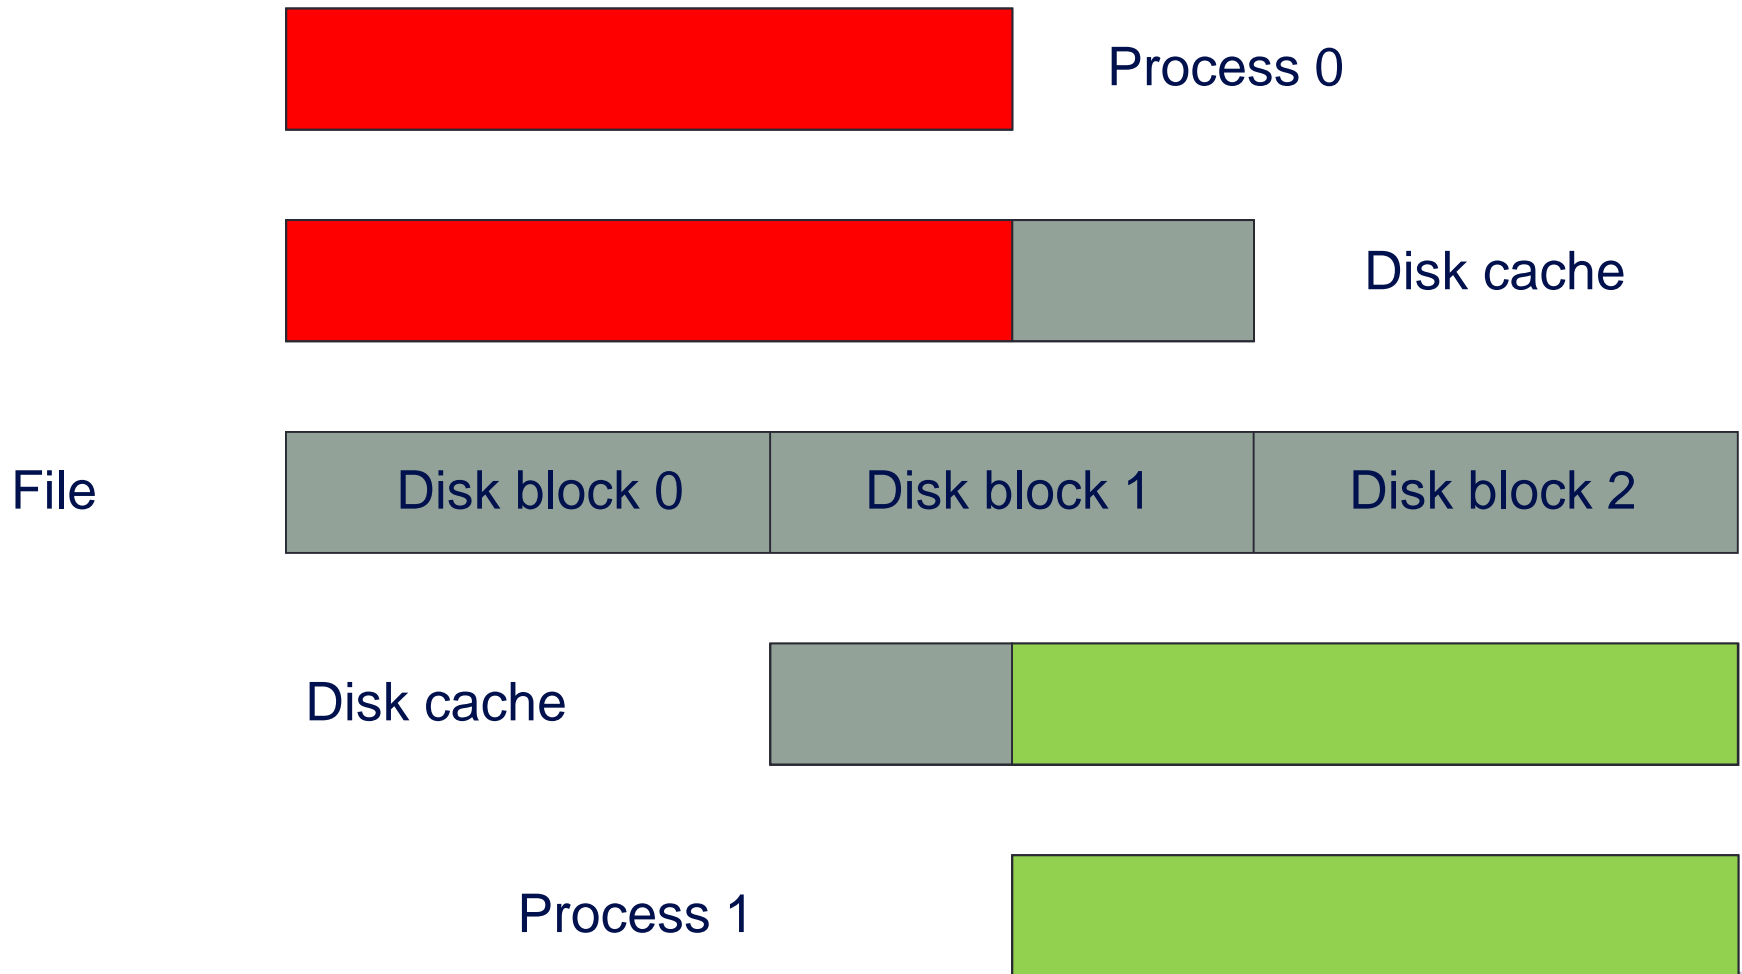 Process 0
Disk cache
File
Disk block 0
Disk block 1
Disk block 2
Disk cache
Process 1